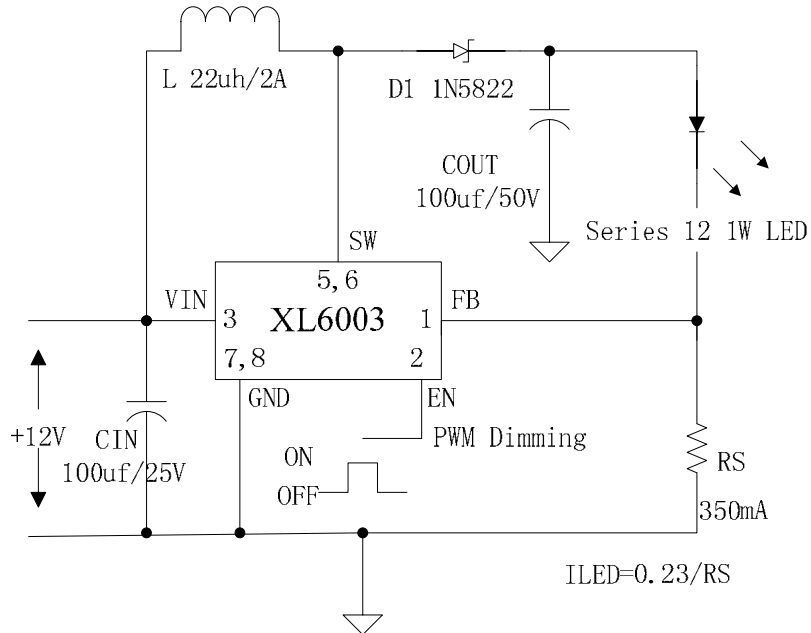 L 22uh/2A
D1 1N5822
COUT
100uf/50V
Series 12 1W LED
SW
5,6
VIN
FB
3
XL6003
1
7,8
2
GND
EN
+12V
CIN
100uf/25V
PWM Dimming
ON
OFF
RS
350mA
ILED=0.23/RS